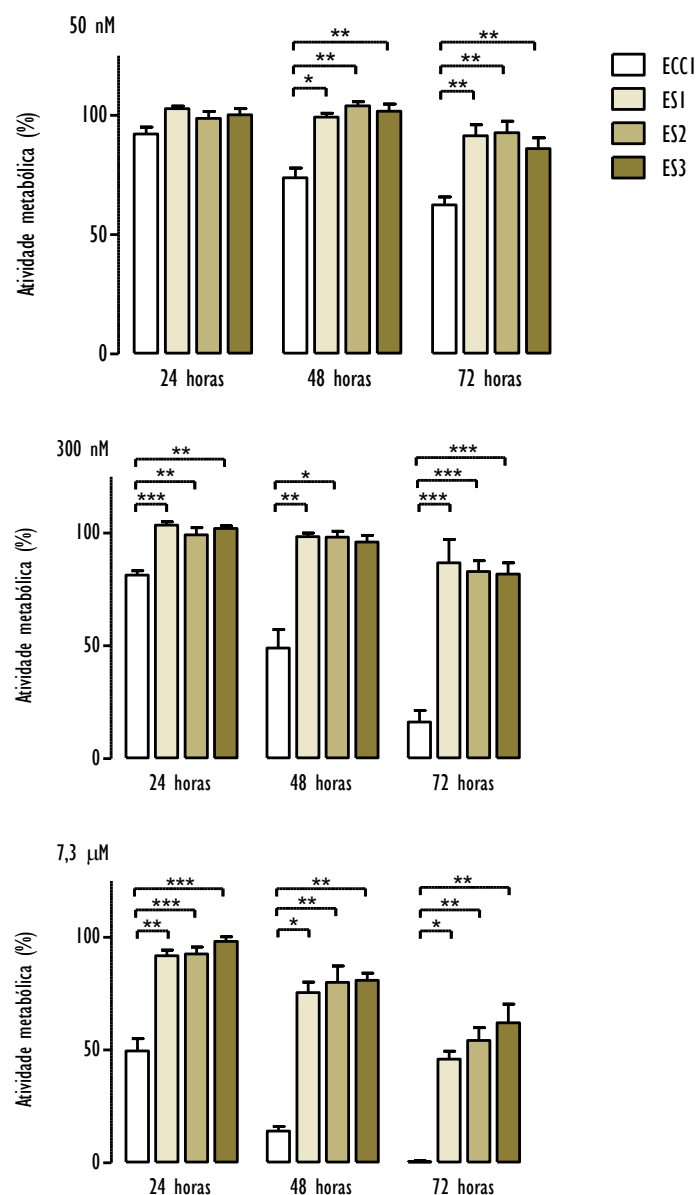 50 nM
**
**
*
**
**
**
ECC1
ES1
ES2
ES3
Atividade metabólica (%)
100
50
0
24 horas 48 horas 72 horas
300 nM
**
**
***
*
**
***
***
***
Atividade metabólica (%)
100
50
0
24 horas 48 horas 72 horas
7,3 µM
***
***
**
**
**
*
**
**
*
Atividade metabólica (%)
100
50
0
24 horas 48 horas 72 horas